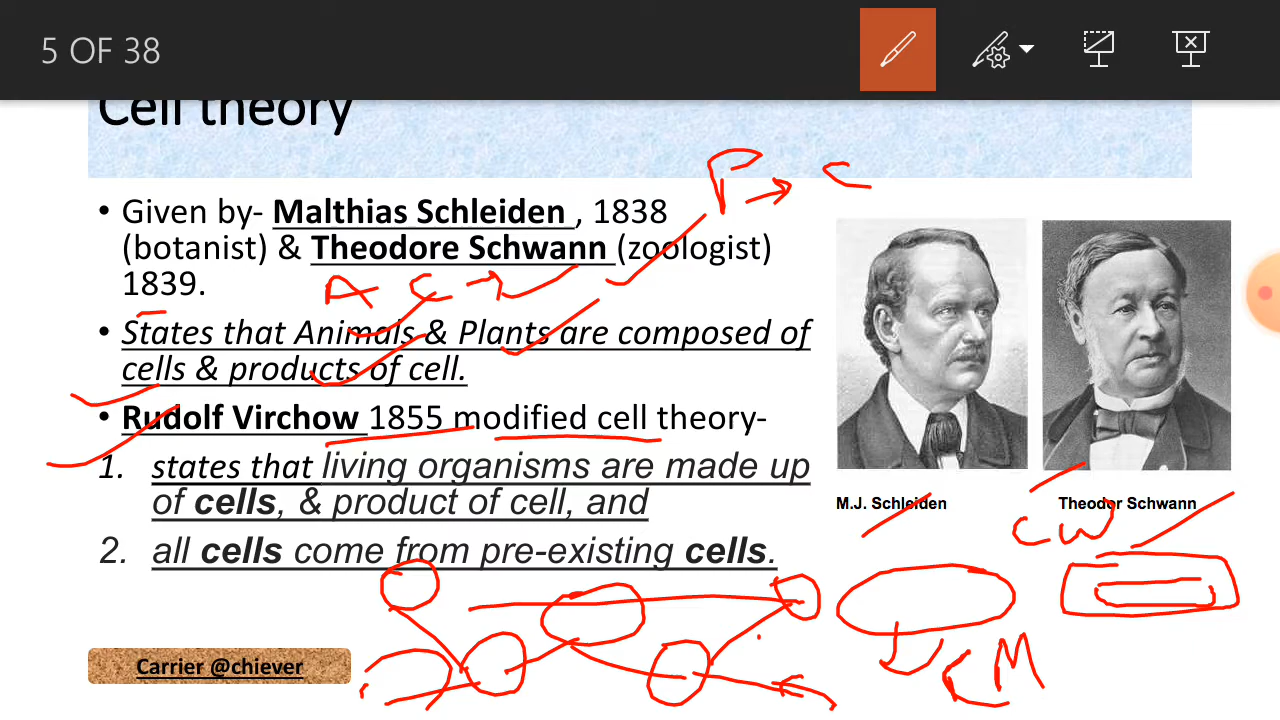 5 OF 38
Cell theory
• Given by- Malthias Schleiden , 1838
(botanist) & Theodore Schwann (zoologist)
1839.
• States that Animals & Plants are composed of
cells & products of cell.
• Rudolf Virchow 1855 modified cell theory-
1. states that living organisms are made up
of cells, & product of cell, and
2. all cells come from pre-existing cells.
P → C
A C →
M.J. Schleiden
Theodor Schwann
CW
CM
Carrier @chiever